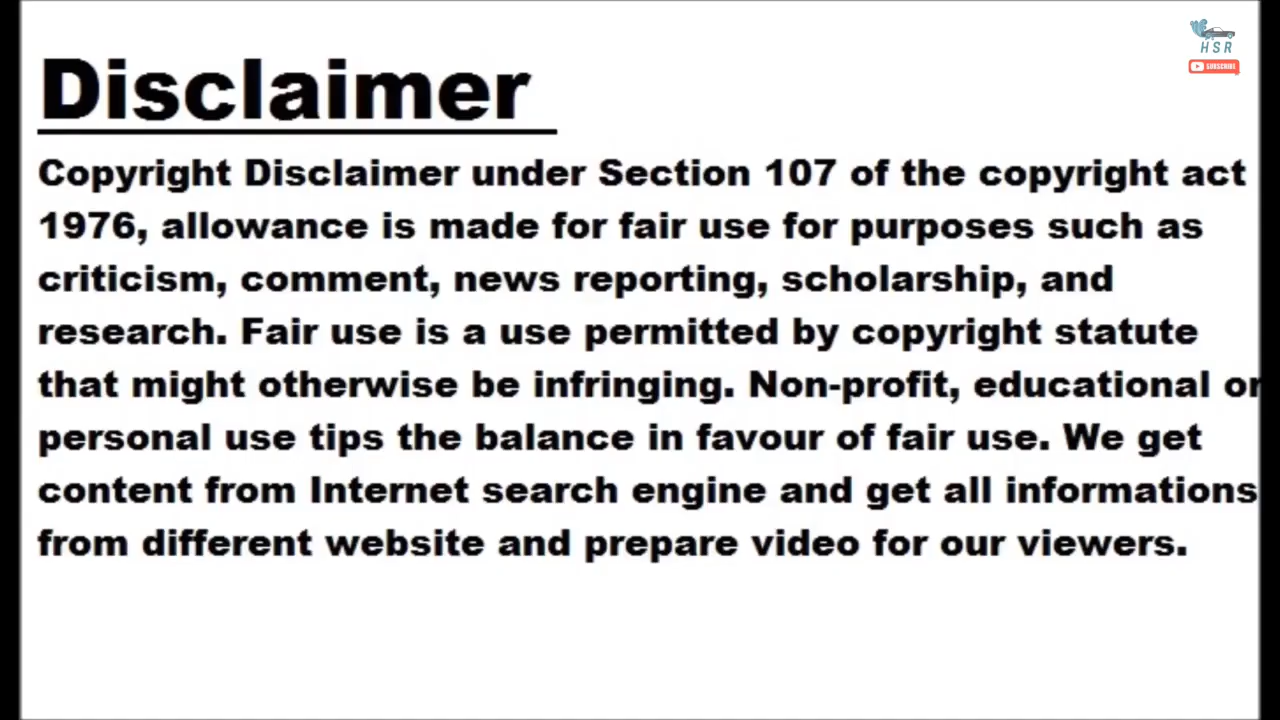 HSR
SUBSCRIBE
Disclaimer
Copyright Disclaimer under Section 107 of the copyright act
1976, allowance is made for fair use for purposes such as
criticism, comment, news reporting, scholarship, and
research. Fair use is a use permitted by copyright statute
that might otherwise be infringing. Non-profit, educational or
personal use tips the balance in favour of fair use. We get
content from Internet search engine and get all informations
from different website and prepare video for our viewers.